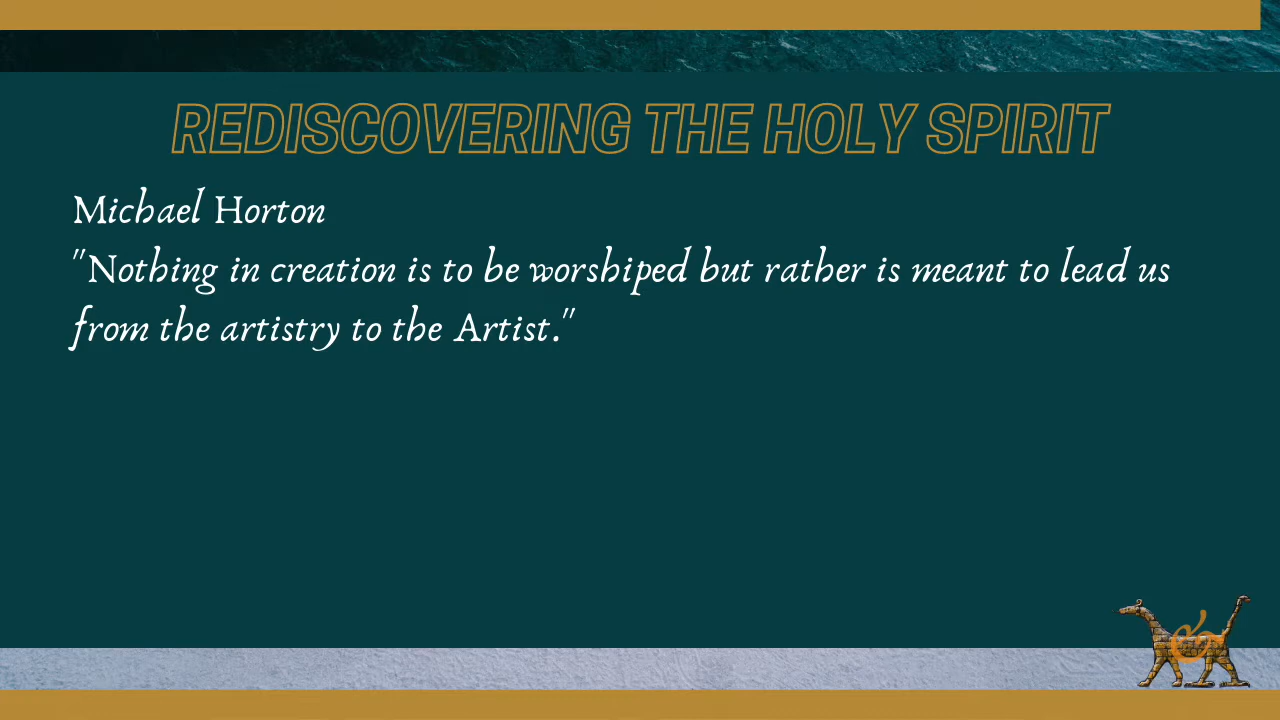 REDISCOVERING THE HOLY SPIRIT
Michael Horton
"Nothing in creation is to be worshiped but rather is meant to lead us
from the artistry to the Artist."